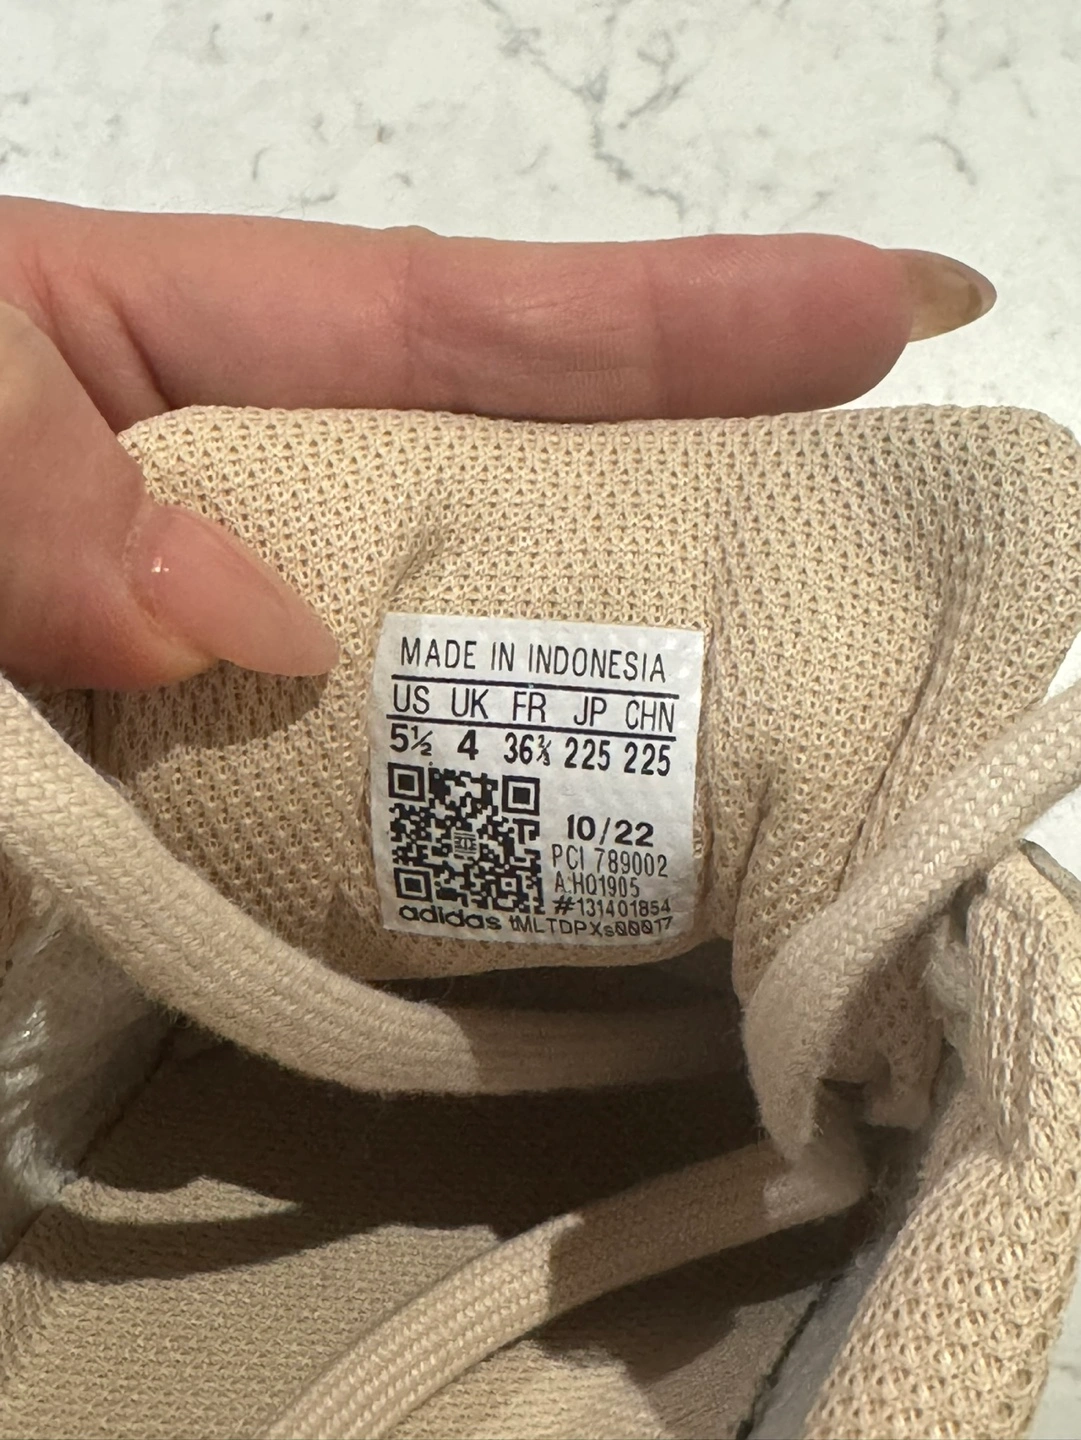 MADE IN INDONESIA
US UK FR JP CHN
5½ 4 36⅔ 225 225
10/22
PCI 789002
A:HQ1905
#131401854
adidas tMLTDPXs00017